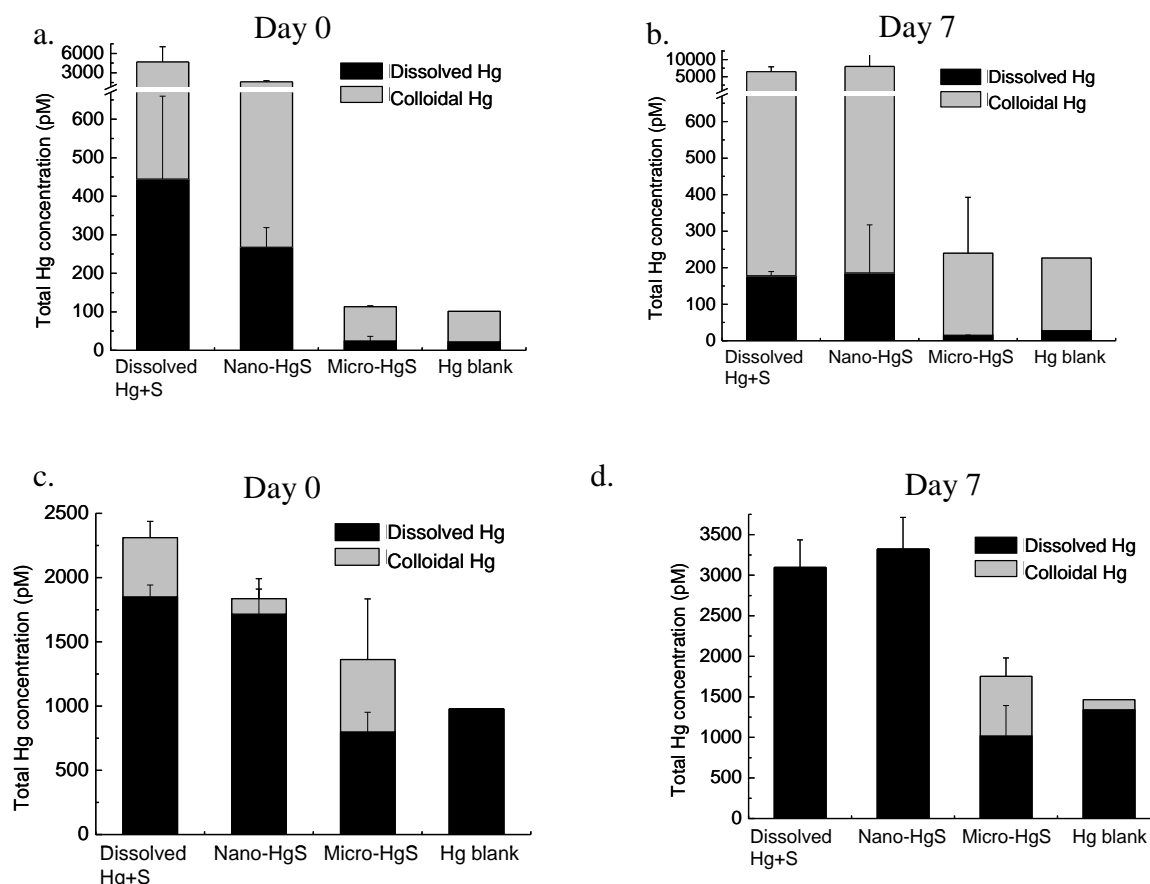 a.
Day 0
Total Hg concentration (pM)
6000
3000
600
500
400
300
200
100
0
Dissolved Hg
Colloidal Hg
Dissolved
Hg+S
Nano-HgS
Micro-HgS
Hg blank
b.
Day 7
Total Hg concentration (pM)
10000
5000
600
500
400
300
200
100
0
Dissolved Hg
Colloidal Hg
Dissolved
Hg+S
Nano-HgS
Micro-HgS
Hg blank
c.
Day 0
Total Hg concentration (pM)
2500
2000
1500
1000
500
0
Dissolved Hg
Colloidal Hg
Dissolved
Hg+S
Nano-HgS
Micro-HgS
Hg blank
d.
Day 7
Total Hg concentration (pM)
3500
3000
2500
2000
1500
1000
500
0
Dissolved Hg
Colloidal Hg
Dissolved
Hg+S
Nano-HgS
Micro-HgS
Hg blank